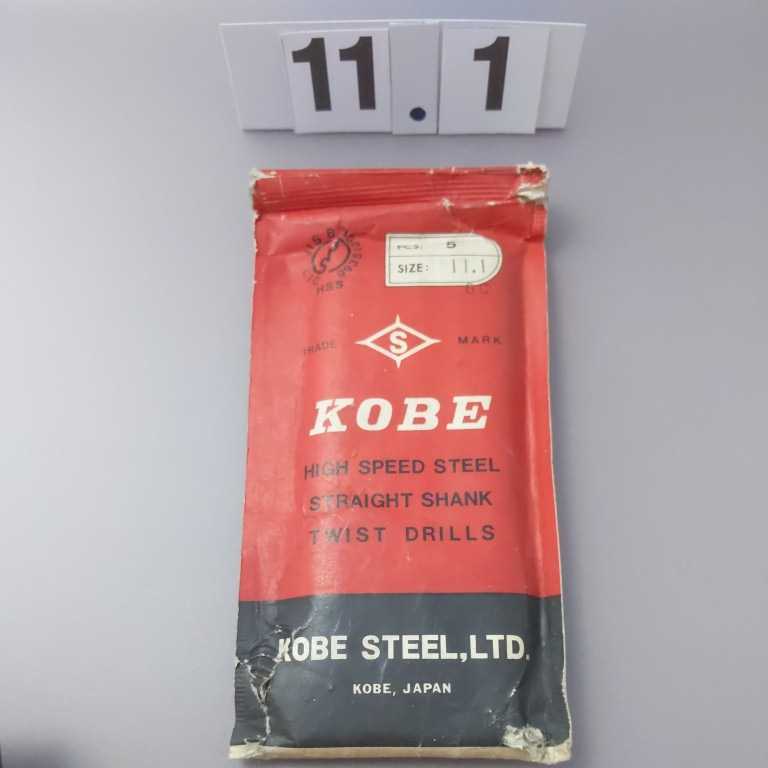 11.1
PCS: 5
SIZE: 11.1
HSS
TRADE S MARK
KOBE
HIGH SPEED STEEL
STRAIGHT SHANK
TWIST DRILLS
KOBE STEEL,LTD.
KOBE, JAPAN